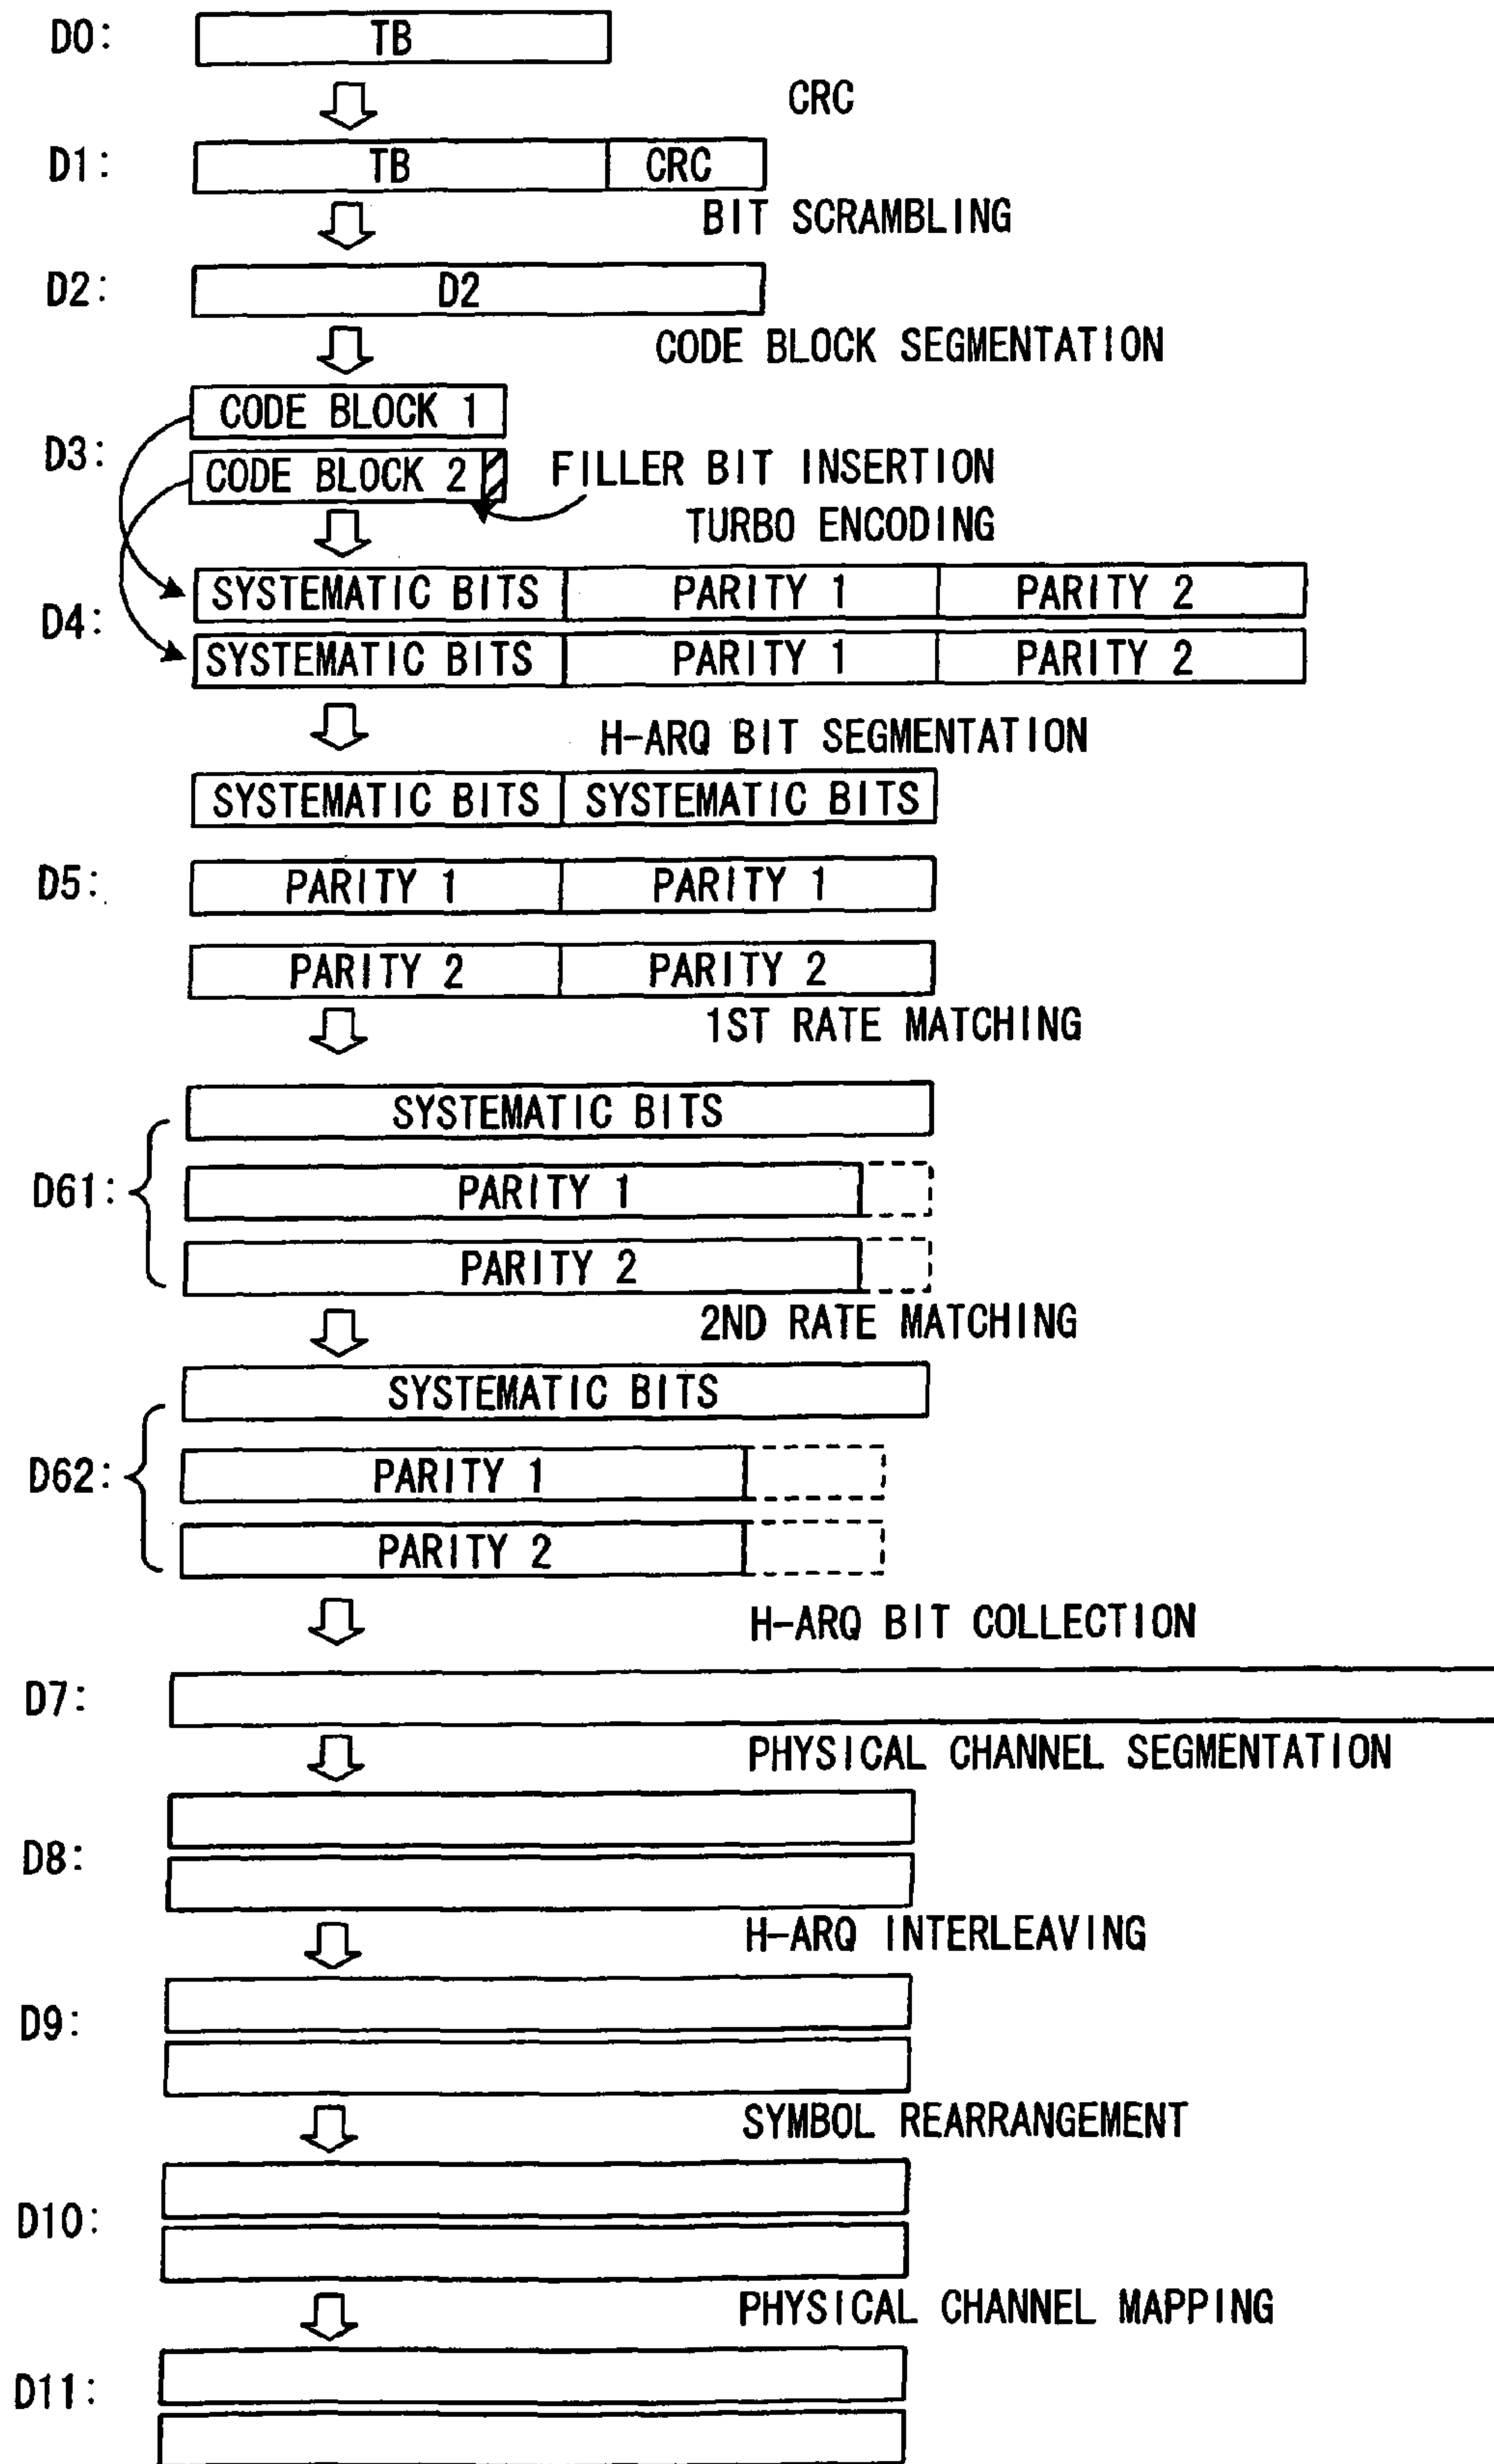 D0: TB
CRC
D1: TB CRC
BIT SCRAMBLING
D2: D2
CODE BLOCK SEGMENTATION
D3: CODE BLOCK 1
CODE BLOCK 2
FILLER BIT INSERTION
TURBO ENCODING
D4: SYSTEMATIC BITS PARITY 1 PARITY 2
SYSTEMATIC BITS PARITY 1 PARITY 2
H-ARQ BIT SEGMENTATION
SYSTEMATIC BITS SYSTEMATIC BITS
D5: PARITY 1 PARITY 1
PARITY 2 PARITY 2
1ST RATE MATCHING
SYSTEMATIC BITS
D61: PARITY 1
PARITY 2
2ND RATE MATCHING
SYSTEMATIC BITS
D62: PARITY 1
PARITY 2
H-ARQ BIT COLLECTION
D7:
PHYSICAL CHANNEL SEGMENTATION
D8:
H-ARQ INTERLEAVING
D9:
SYMBOL REARRANGEMENT
D10:
PHYSICAL CHANNEL MAPPING
D11: